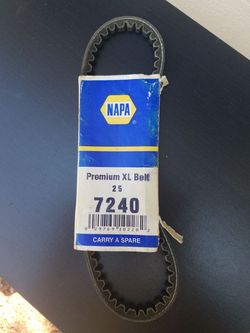 NAPA
Premium XL Belt
25
7240
CARRY A SPARE